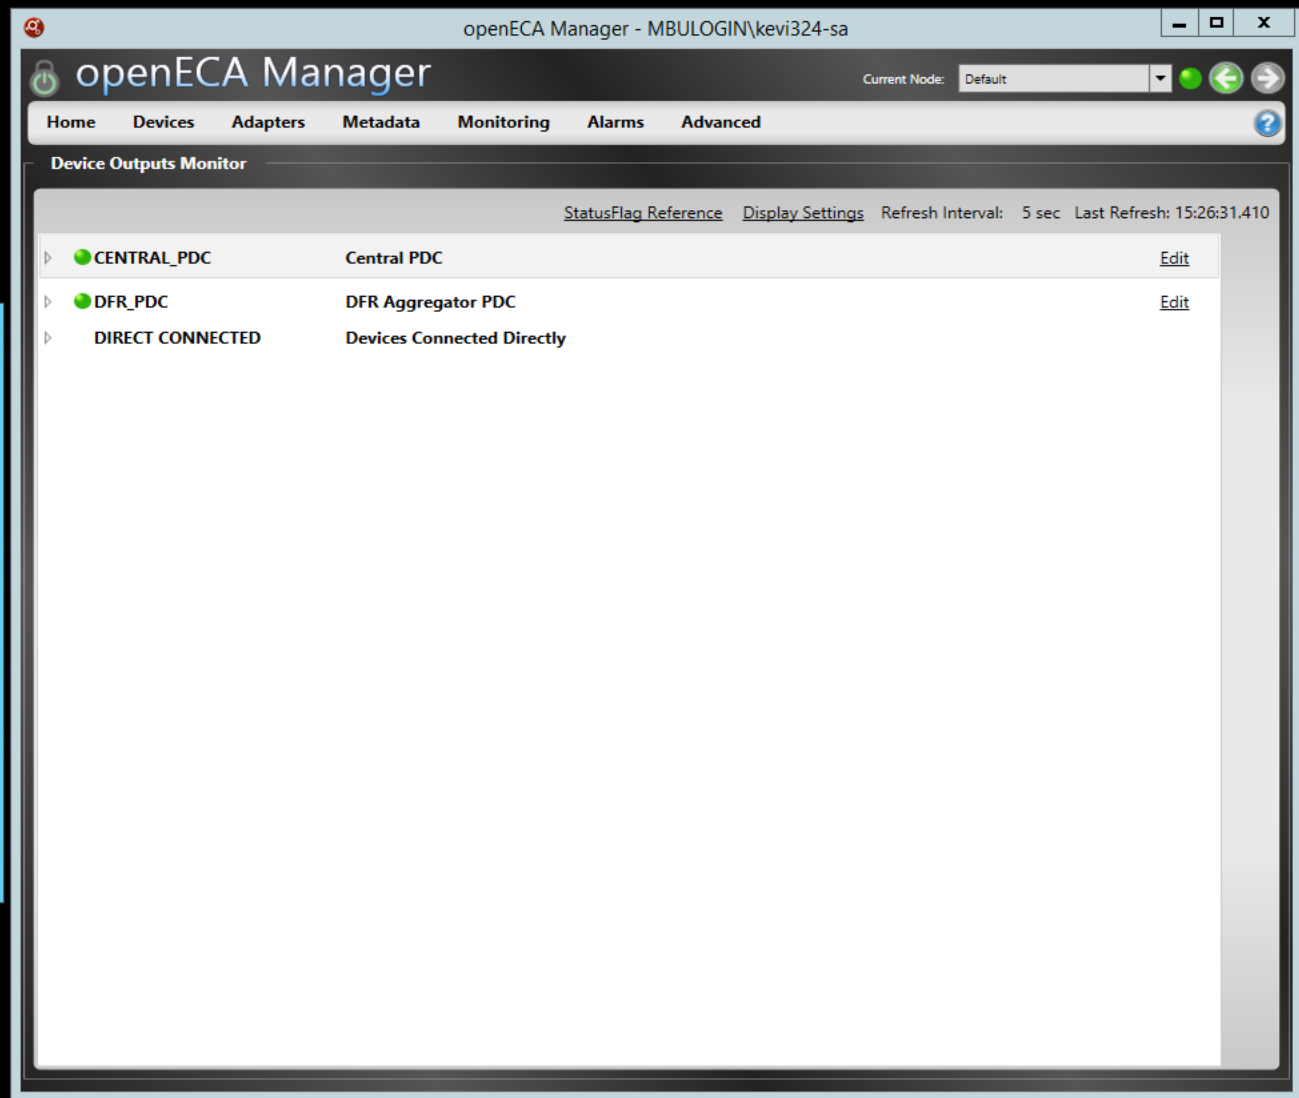 openECA Manager - MBULOGIN\kevi324-sa
openECA Manager
Current Node: Default
Home Devices Adapters Metadata Monitoring Alarms Advanced
Device Outputs Monitor
StatusFlag Reference Display Settings Refresh Interval: 5 sec Last Refresh: 15:26:31.410
CENTRAL_PDC Central PDC Edit
DFR_PDC DFR Aggregator PDC Edit
DIRECT CONNECTED Devices Connected Directly